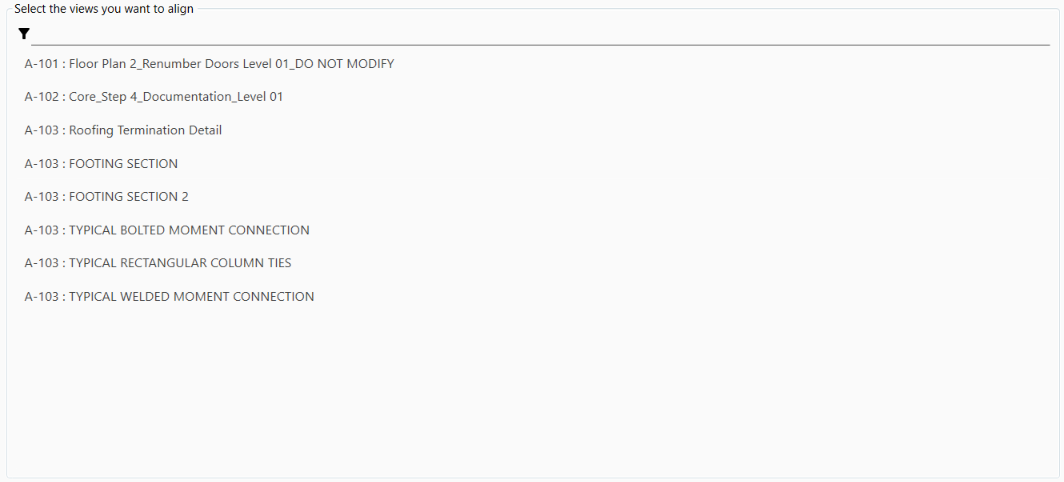 Select the views you want to align
A-101 : Floor Plan 2_Renumber Doors Level 01_DO NOT MODIFY
A-102 : Core_Step 4_Documentation_Level 01
A-103 : Roofing Termination Detail
A-103 : FOOTING SECTION
A-103 : FOOTING SECTION 2
A-103 : TYPICAL BOLTED MOMENT CONNECTION
A-103 : TYPICAL RECTANGULAR COLUMN TIES
A-103 : TYPICAL WELDED MOMENT CONNECTION